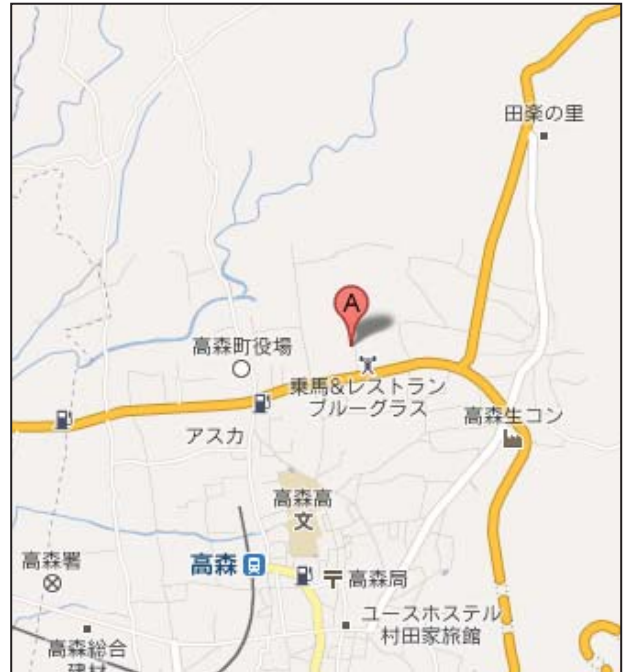 田楽の里
A
高森町役場
乗馬&レストラン
ブルーグラス
アスカ
高森生コン
高森高
文
高森署
高森
高森局
ユースホステル
村田家旅館
高森総合
建材